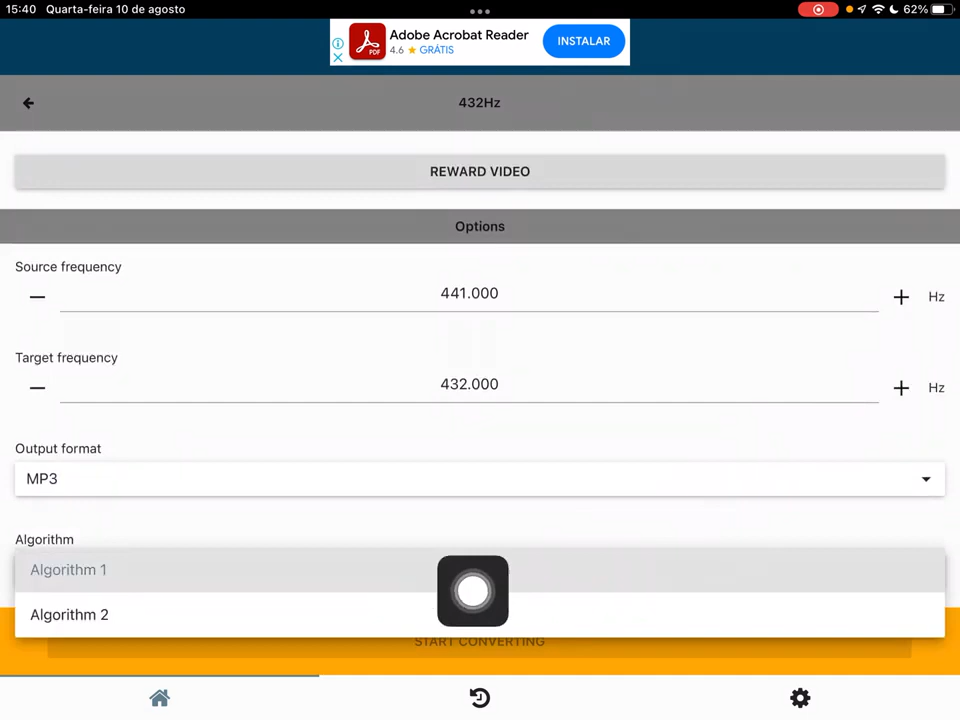 15:40 Quarta-feira 10 de agosto
62%
Adobe Acrobat Reader
4.6 ★ GRÁTIS
INSTALAR
PDF
432Hz
REWARD VIDEO
Options
Source frequency
441.000
Hz
Target frequency
432.000
Hz
Output format
MP3
Algorithm
Algorithm 1
Algorithm 2
START CONVERTING